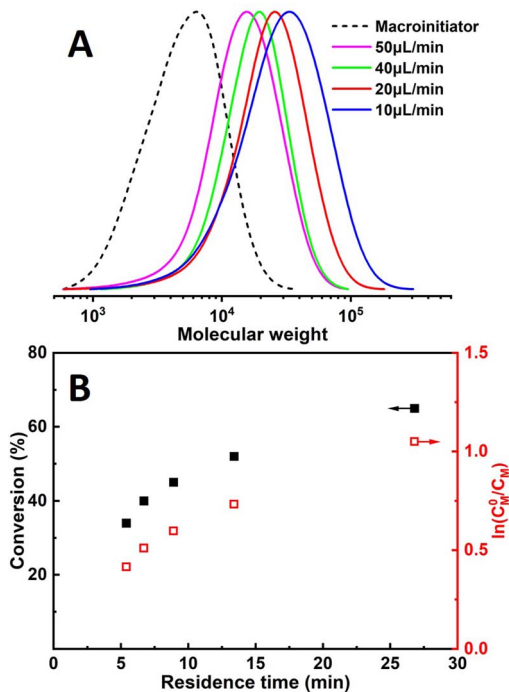 A
Macroinitiator
50μL/min
40μL/min
20μL/min
10μL/min
10³ 10⁴ 10⁵
Molecular weight
B
Conversion (%)
80
60
40
20
ln(C⁰M/CM)
1.5
1.0
0.5
0.0
0 5 10 15 20 25 30
Residence time (min)